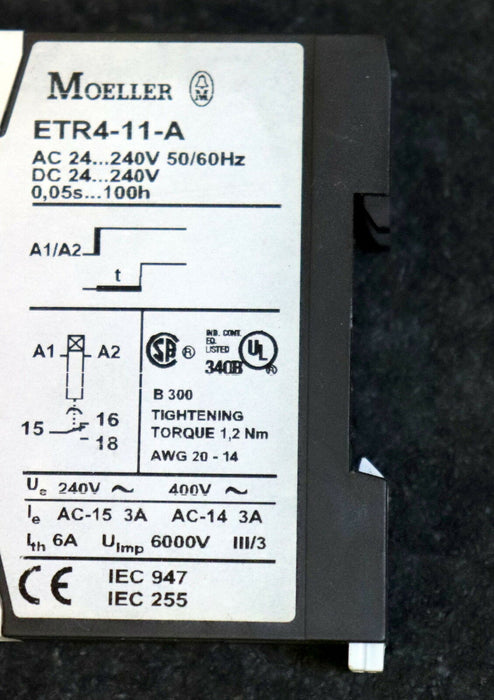 MOELLER
ETR4-11-A
AC 24...240V 50/60Hz
DC 24...240V
0,05s...100h
A1/A2
t
A1 A2
15 16
18
SA ®
IND. CONT.
EQ.
LISTED
340B
UL ®
B 300
TIGHTENING
TORQUE 1,2 Nm
AWG 20 - 14
Ue 240V ~ 400V ~
Ie AC-15 3A AC-14 3A
Ith 6A UImp 6000V III/3
CE IEC 947
IEC 255